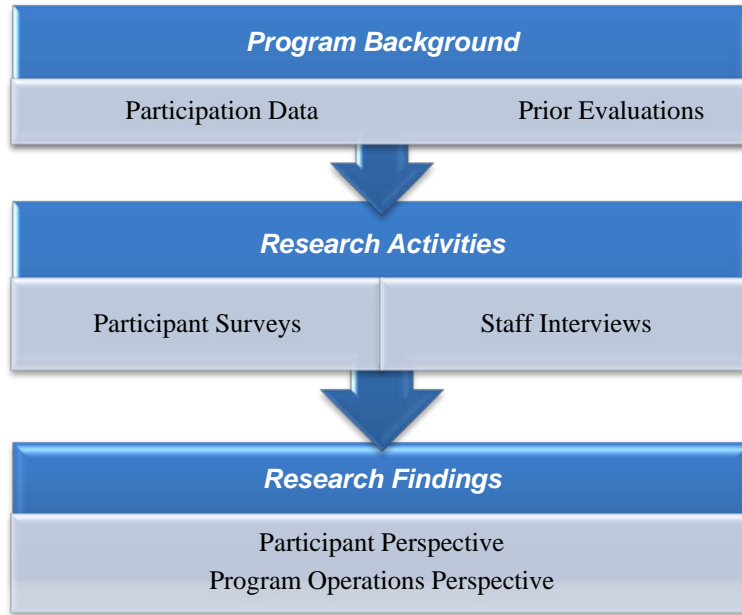 Program Background
Participation Data Prior Evaluations
Research Activities
Participant Surveys Staff Interviews
Research Findings
Participant Perspective
Program Operations Perspective